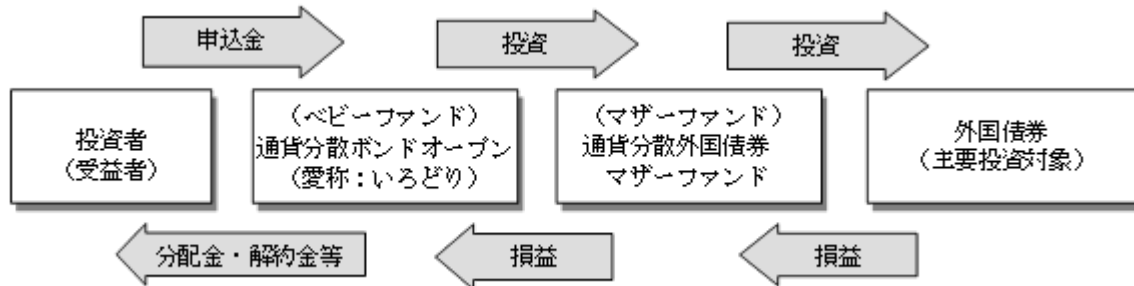 申込金
投資
投資
投資者
(受益者)
(ベビーファンド)
通貨分散ボンドオープン
(愛称:いろどり)
(マザーファンド)
通貨分散外国債券
マザーファンド
外国債券
(主要投資対象)
分配金・解約金等
損益
損益